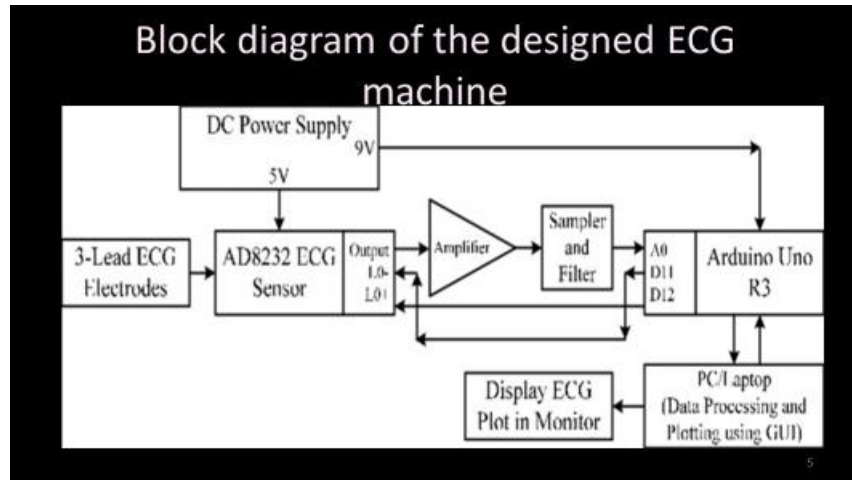 Block diagram of the designed ECG
machine
DC Power Supply
9V
5V
3-Lead ECG
Electrodes
AD8232 ECG
Sensor
Output
L0-
L0+
Amplifier
Sampler
and
Filter
A0
D11
D12
Arduino Uno
R3
PC/Laptop
(Data Processing and
Plotting using GUI)
Display ECG
Plot in Monitor
5